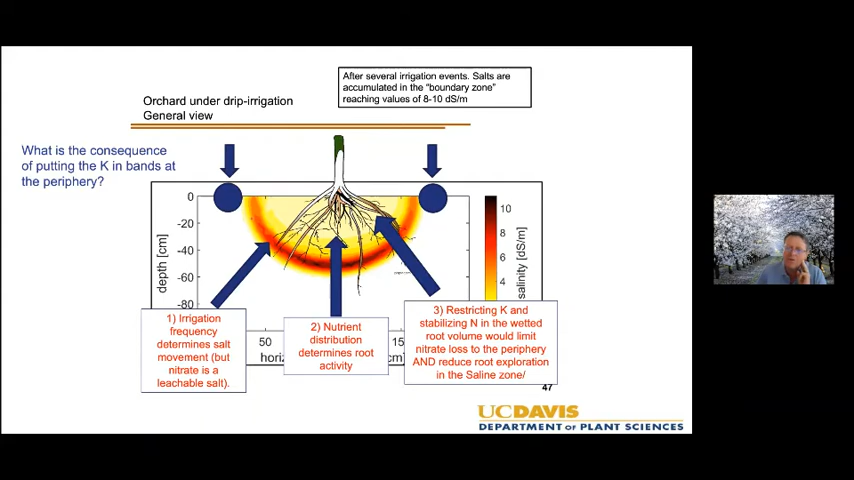 After several irrigation events. Salts are
accumulated in the “boundary zone”
reaching values of 8-10 dS/m
Orchard under drip-irrigation
General view
What is the consequence
of putting the K in bands at
the periphery?
0
-20
-40
-60
-80
depth [cm]
10
8
6
4
salinity [dS/m]
50
15
hori
cm]
1) Irrigation
frequency
determines salt
movement (but
nitrate is a
leachable salt).
2) Nutrient
distribution
determines root
activity
3) Restricting K and
stabilizing N in the wetted
root volume would limit
nitrate loss to the periphery
AND reduce root exploration
in the Saline zone/
47
UCDAVIS
DEPARTMENT OF PLANT SCIENCES